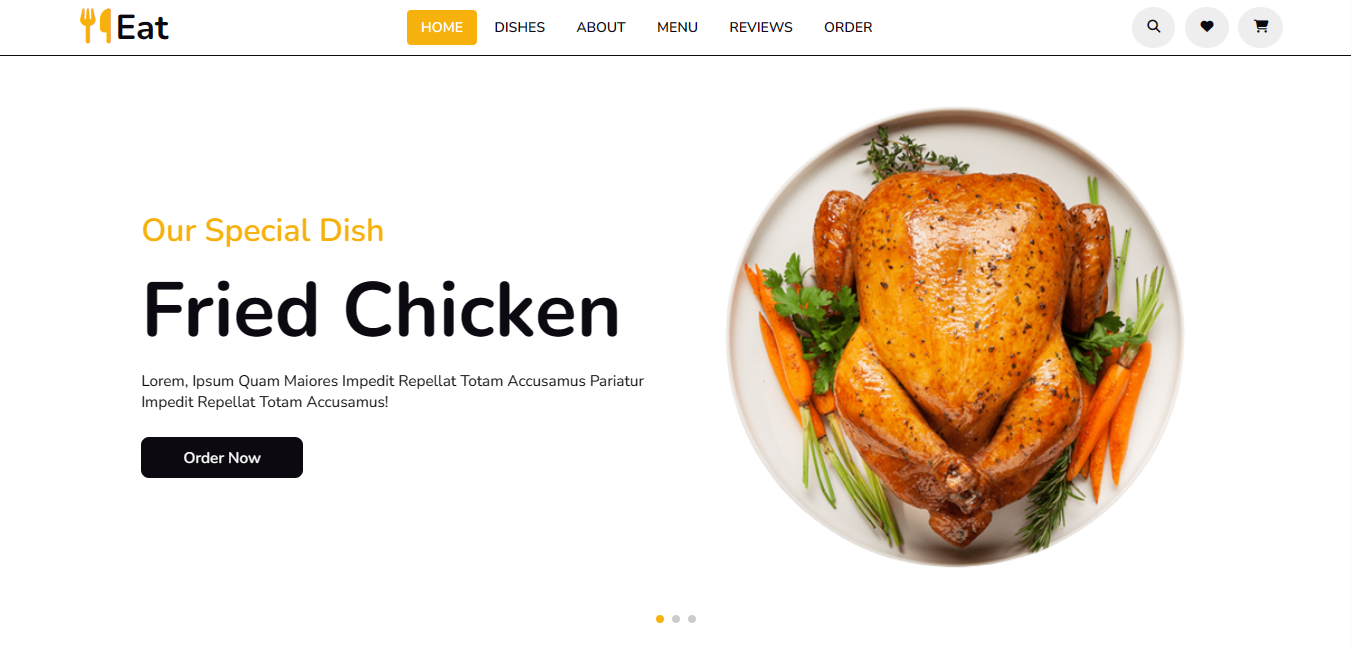 Eat
HOME DISHES ABOUT MENU REVIEWS ORDER
Our Special Dish
Fried Chicken
Lorem, Ipsum Quam Maiores Impedit Repellat Totam Accusamus Pariatur
Impedit Repellat Totam Accusamus!
Order Now